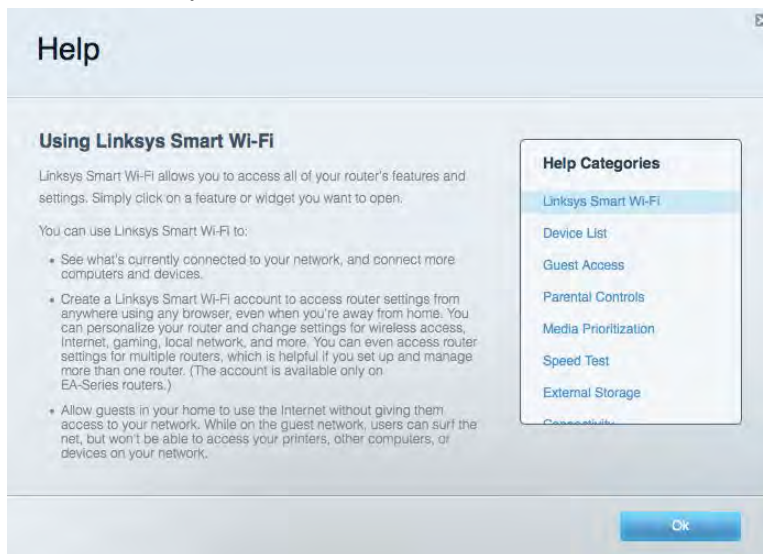 Help
Using Linksys Smart Wi-Fi
Linksys Smart Wi-Fi allows you to access all of your router's features and
settings. Simply click on a feature or widget you want to open.
You can use Linksys Smart Wi-Fi to:
• See what's currently connected to your network, and connect more
computers and devices.
• Create a Linksys Smart Wi-Fi account to access router settings from
anywhere using any browser, even when you're away from home. You
can personalize your router and change settings for wireless access,
Internet, gaming, local network, and more. You can even access router
settings for multiple routers, which is helpful if you set up and manage
more than one router. (The account is available only on
EA-Series routers.)
• Allow guests in your home to use the Internet without giving them
access to your network. While on the guest network, users can surf the
net, but won't be able to access your printers, other computers, or
devices on your network.
Help Categories
Linksys Smart Wi-Fi
Device List
Guest Access
Parental Controls
Media Prioritization
Speed Test
External Storage
Connectivity
Ok